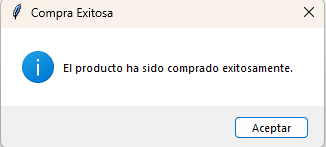 Compra Exitosa
El producto ha sido comprado exitosamente.
Aceptar